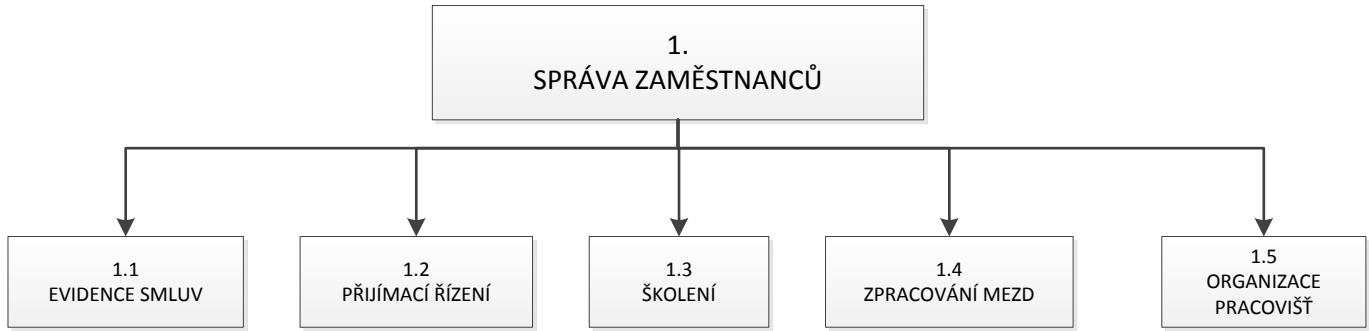 1.
SPRÁVA ZAMĚSTNANCŮ
1.1
EVIDENCE SMLUV
1.2
PŘIJÍMACÍ ŘÍZENÍ
1.3
ŠKOLENÍ
1.4
ZPRACOVÁNÍ MEZD
1.5
ORGANIZACE
PRACOVIŠŤ